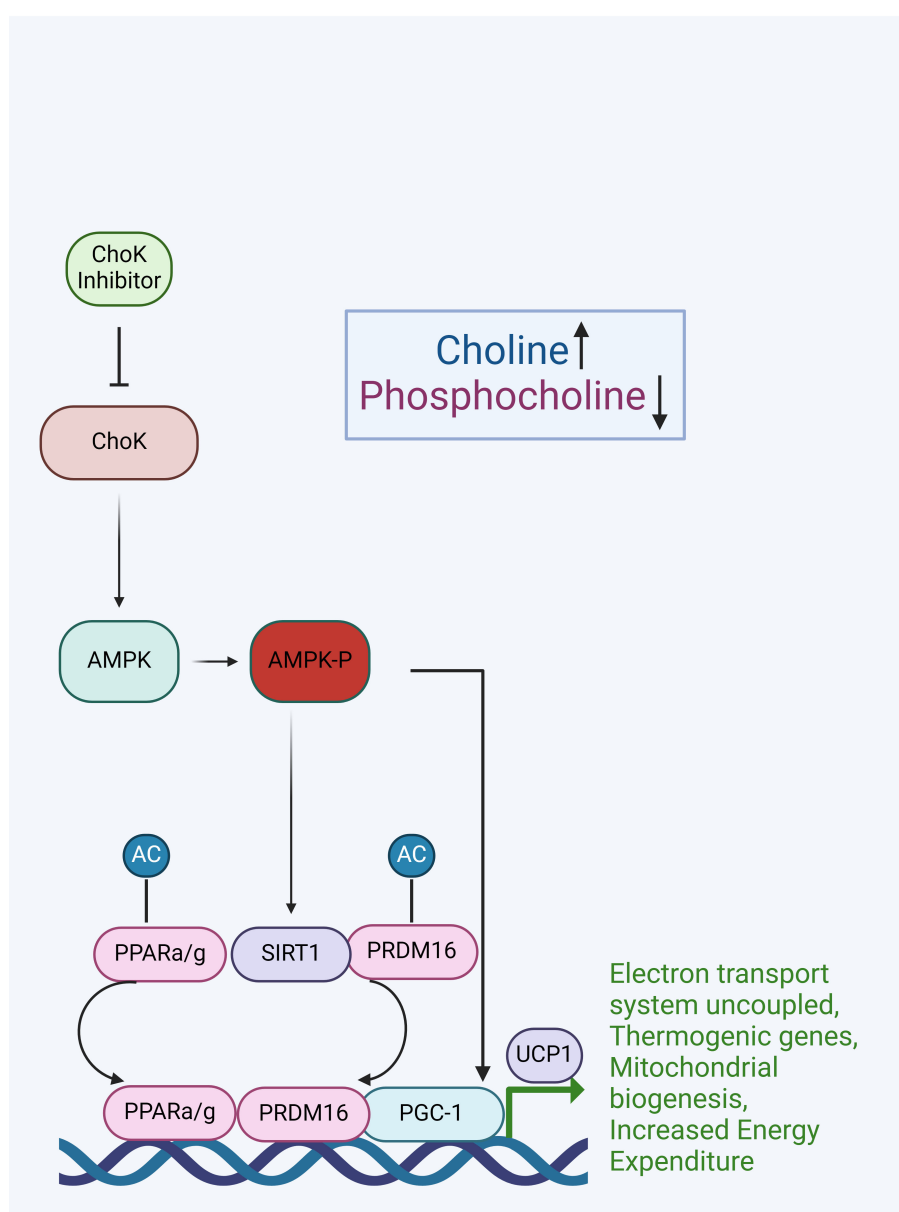 ChoK
Inhibitor
Choline
Phosphocholine
ChoK
AMPK
AMPK-P
AC
AC
PPARa/g
SIRT1
PRDM16
Electron transport
system uncoupled,
Thermogenic genes,
Mitochondrial
biogenesis,
Increased Energy
Expenditure
UCP1
PPARa/g
PRDM16
PGC-1